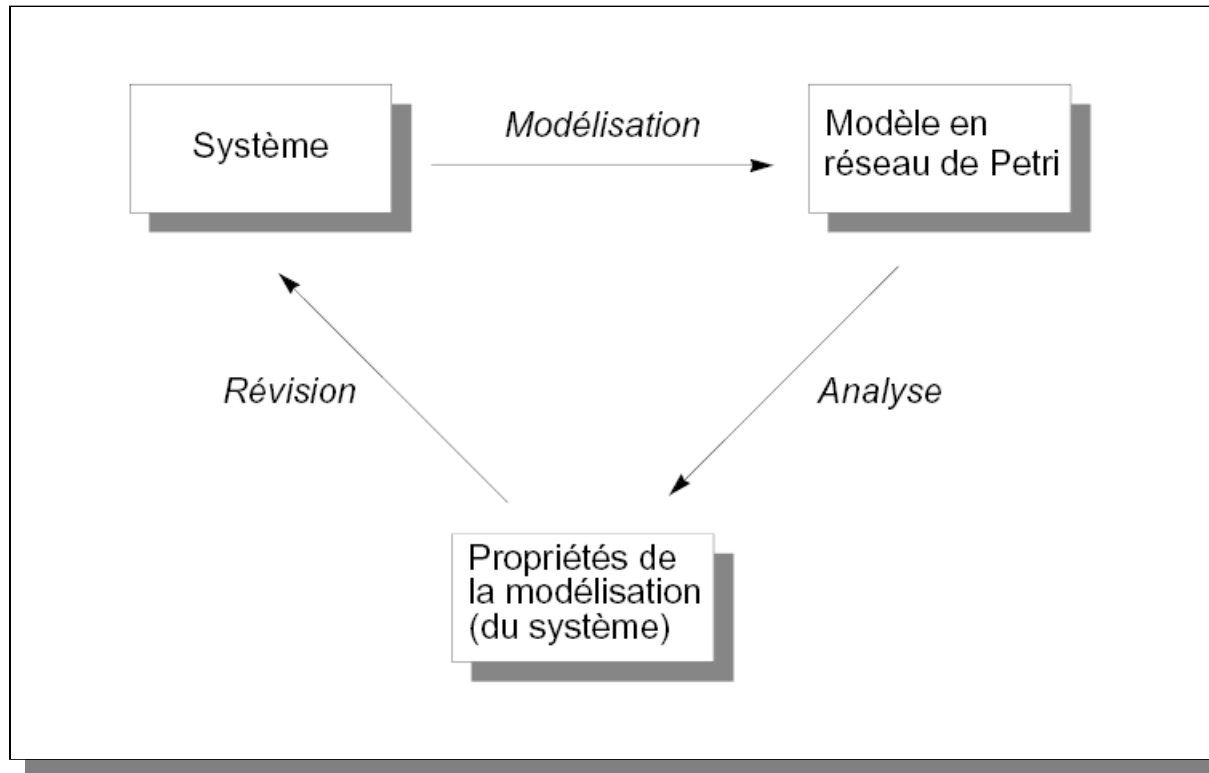 Système
Modélisation
Modèle en
réseau de Petri
Révision
Analyse
Propriétés de
la modélisation
(du système)